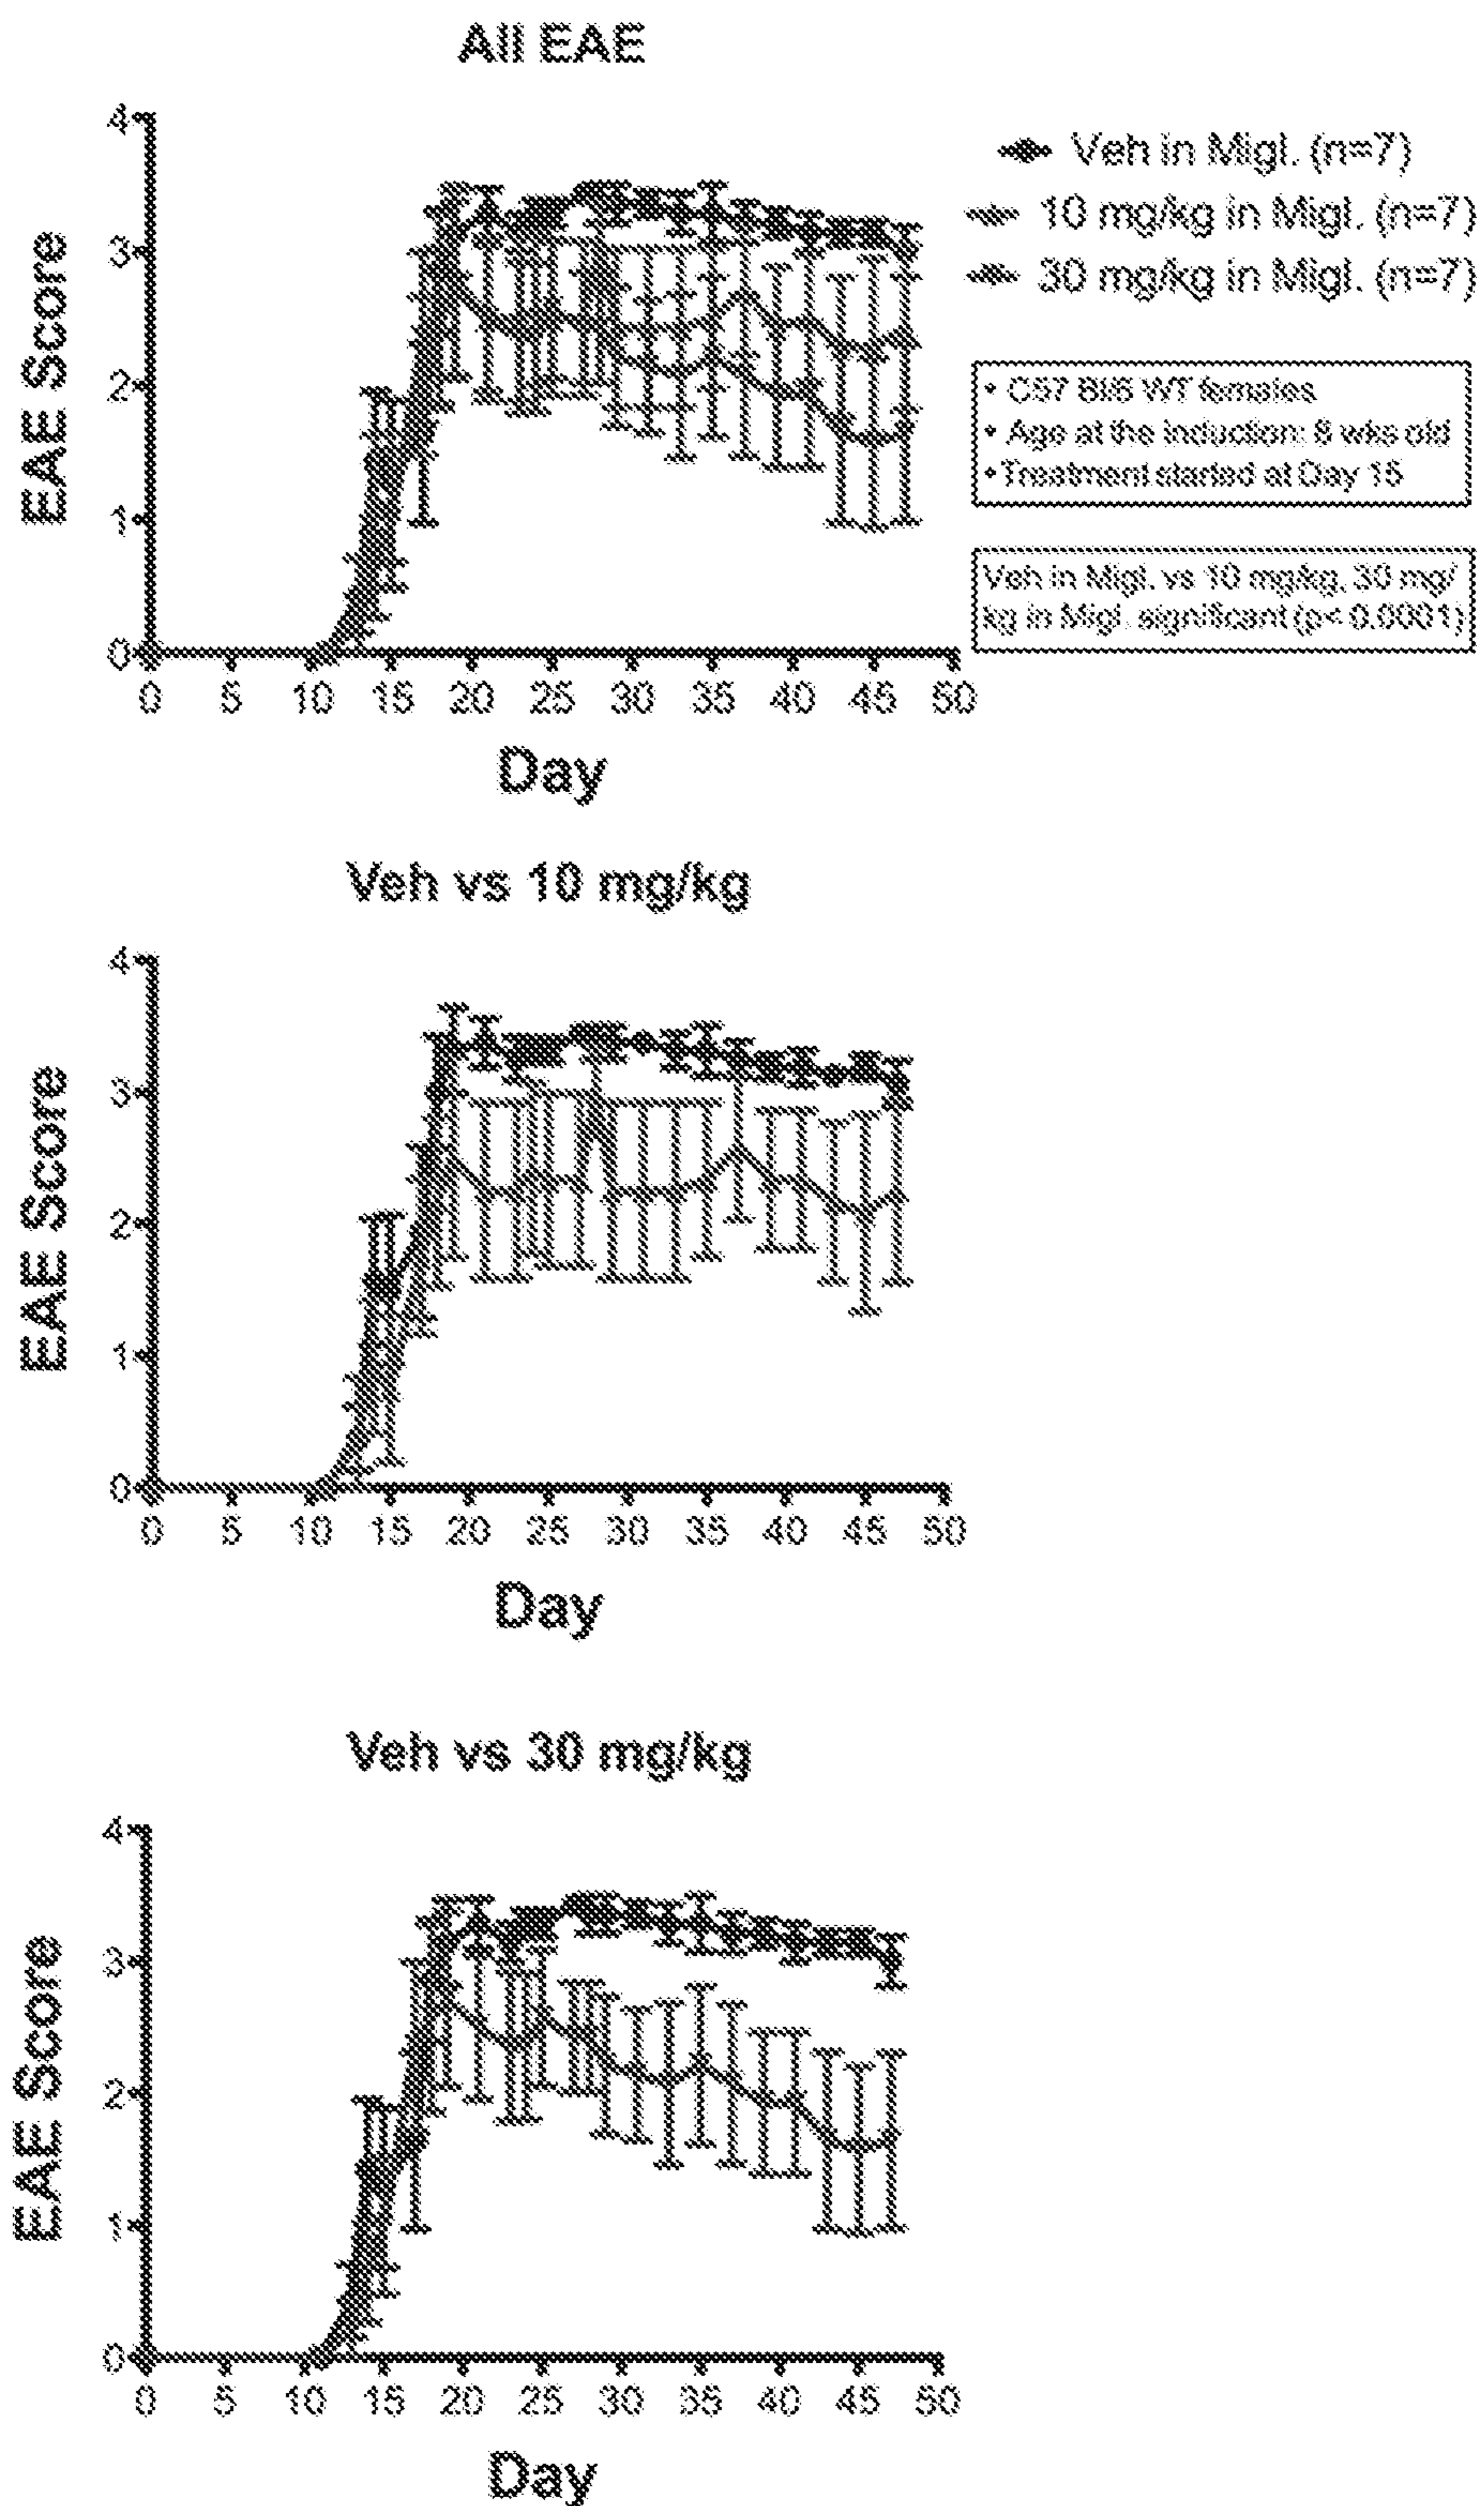 All EAE
4
3
2
1
0
EAE Score
0 5 10 15 20 25 30 35 40 45 50
Day
Veh in Migl. (n=7)
10 mg/kg in Migl. (n=7)
30 mg/kg in Migl. (n=7)
• C57 Bl/6 WT females
• Age at the induction: 8 wks old
• Treatment started at Day 15
Veh in Migl. vs 10 mg/kg, 30 mg/
kg in Migl. significant (p< 0.0001)
Veh vs 10 mg/kg
4
3
2
1
0
EAE Score
0 5 10 15 20 25 30 35 40 45 50
Day
Veh vs 30 mg/kg
4
3
2
1
0
EAE Score
0 5 10 15 20 25 30 35 40 45 50
Day